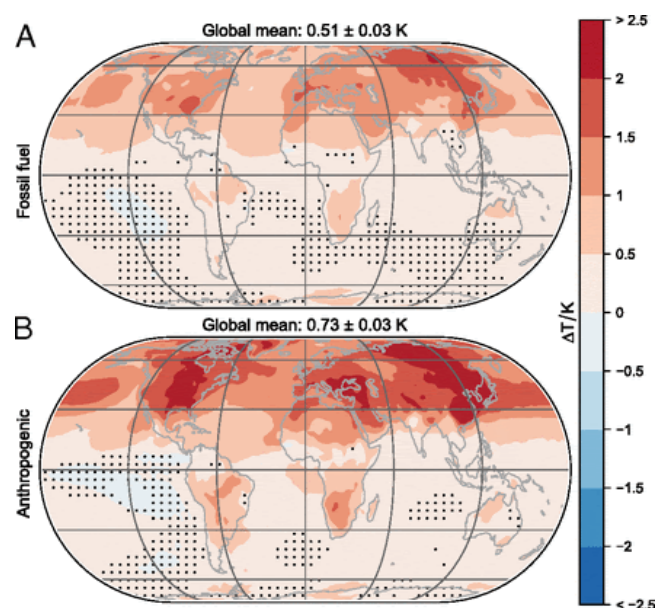 A
Global mean: 0.51 ± 0.03 K
Fossil fuel
B
Global mean: 0.73 ± 0.03 K
Anthropogenic
> 2.5
2
1.5
1
0.5
0
−0.5
−1
−1.5
−2
< −2.5
ΔT/K